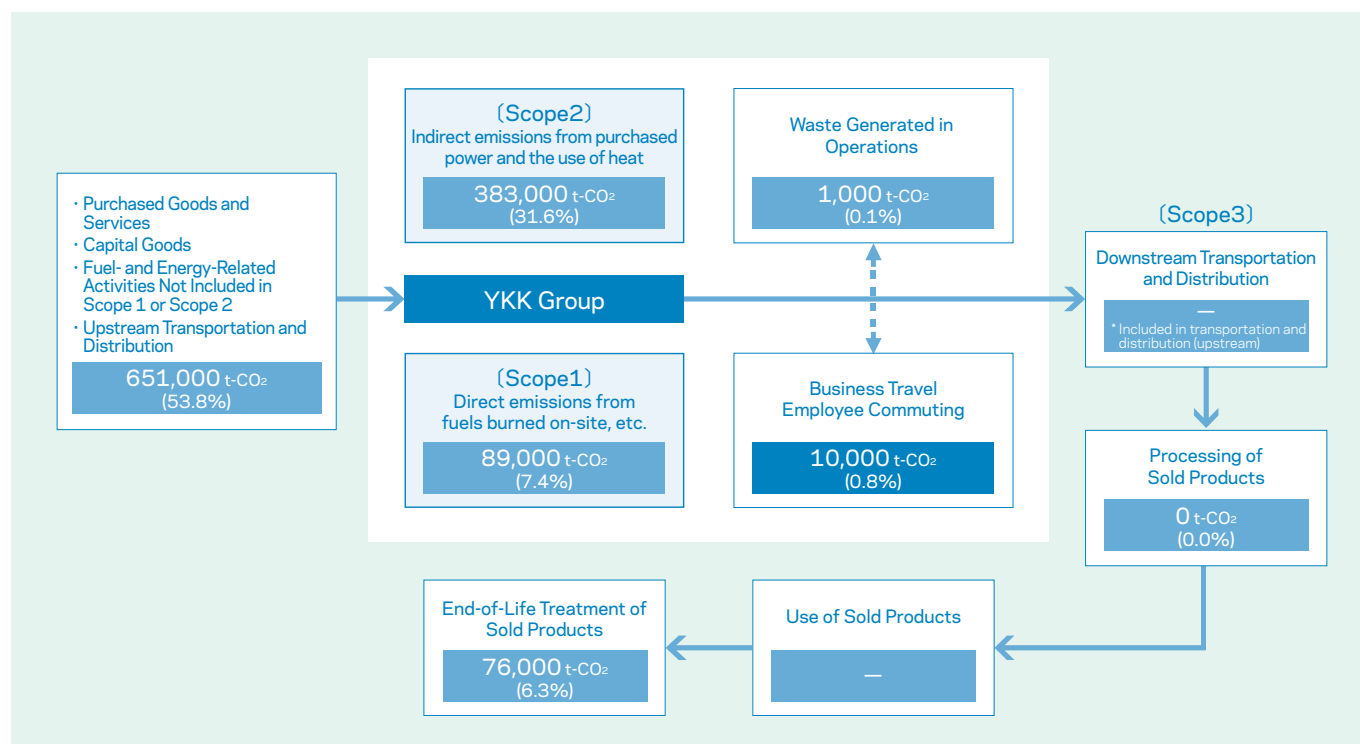 · Purchased Goods and
Services
· Capital Goods
· Fuel- and Energy-Related
Activities Not Included in
Scope 1 or Scope 2
· Upstream Transportation and
Distribution
651,000 t-CO₂
(53.8%)
〔Scope2〕
Indirect emissions from purchased
power and the use of heat
383,000 t-CO₂
(31.6%)
YKK Group
〔Scope1〕
Direct emissions from
fuels burned on-site, etc.
89,000 t-CO₂
(7.4%)
Waste Generated in
Operations
1,000 t-CO₂
(0.1%)
Business Travel
Employee Commuting
10,000 t-CO₂
(0.8%)
〔Scope3〕
Downstream Transportation
and Distribution
—
* Included in transportation and
distribution (upstream)
Processing of
Sold Products
0 t-CO₂
(0.0%)
Use of Sold Products
—
End-of-Life Treatment of
Sold Products
76,000 t-CO₂
(6.3%)